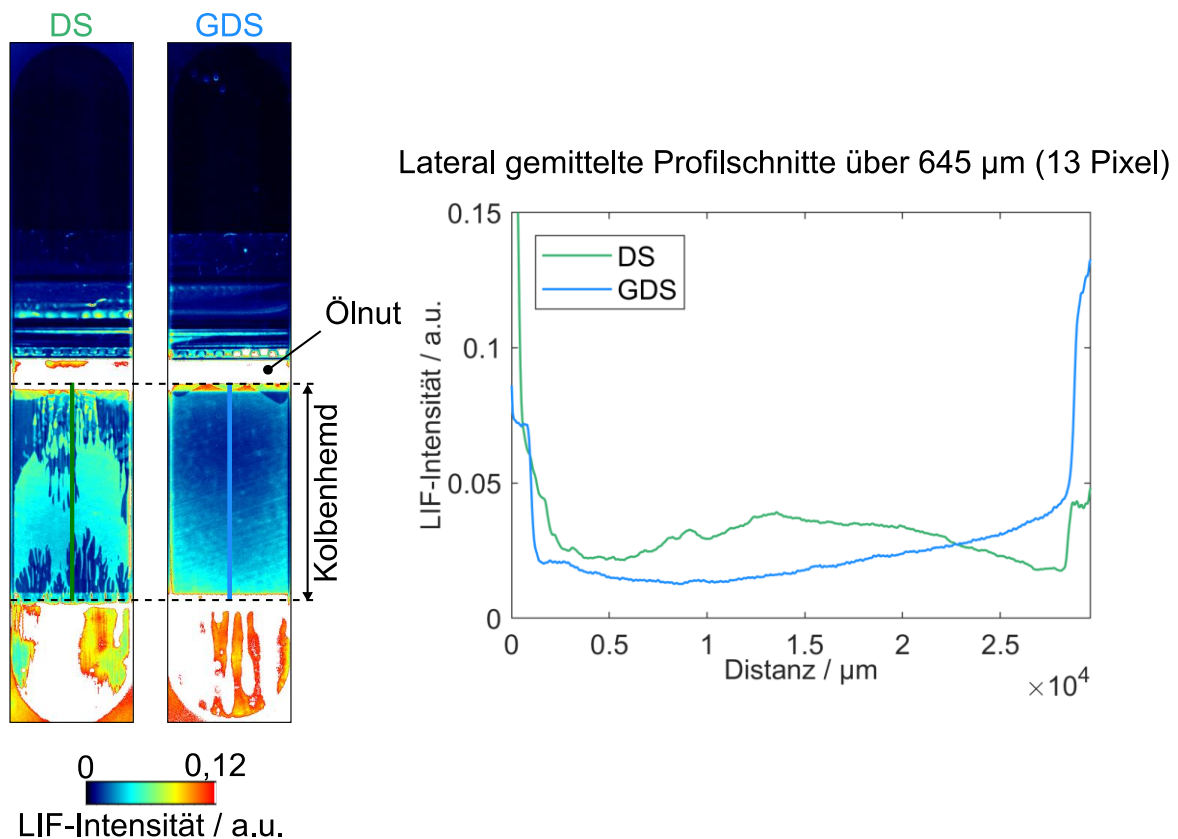 DS
GDS
Ölnut
Kolbenhemd
0
0,12
LIF-Intensität / a.u.
Lateral gemittelte Profilschnitte über 645 µm (13 Pixel)
DS
GDS
LIF-Intensität / a.u.
0.15
0.1
0.05
0
0
0.5
1
1.5
2
2.5
Distanz / µm
×10⁴